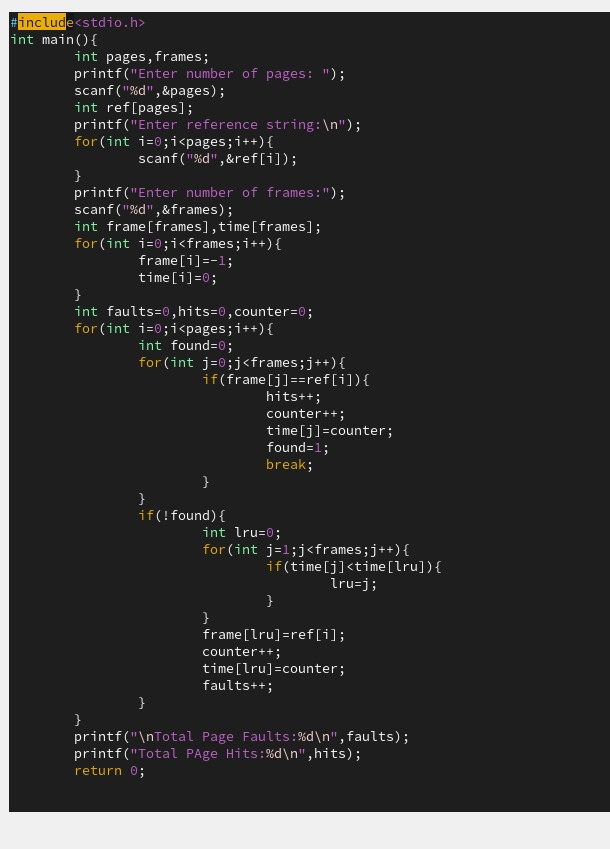 #include<stdio.h>
int main(){
        int pages,frames;
        printf("Enter number of pages: ");
        scanf("%d",&pages);
        int ref[pages];
        printf("Enter reference string:\n");
        for(int i=0;i<pages;i++){
                scanf("%d",&ref[i]);
        }
        printf("Enter number of frames:");
        scanf("%d",&frames);
        int frame[frames],time[frames];
        for(int i=0;i<frames;i++){
                frame[i]=-1;
                time[i]=0;
        }
        int faults=0,hits=0,counter=0;
        for(int i=0;i<pages;i++){
                int found=0;
                for(int j=0;j<frames;j++){
                        if(frame[j]==ref[i]){
                                hits++;
                                counter++;
                                time[j]=counter;
                                found=1;
                                break;
                        }
                }
                if(!found){
                        int lru=0;
                        for(int j=1;j<frames;j++){
                                if(time[j]<time[lru]){
                                        lru=j;
                                }
                        }
                        frame[lru]=ref[i];
                        counter++;
                        time[lru]=counter;
                        faults++;
                }
        }
        printf("\nTotal Page Faults:%d\n",faults);
        printf("Total PAge Hits:%d\n",hits);
        return 0;